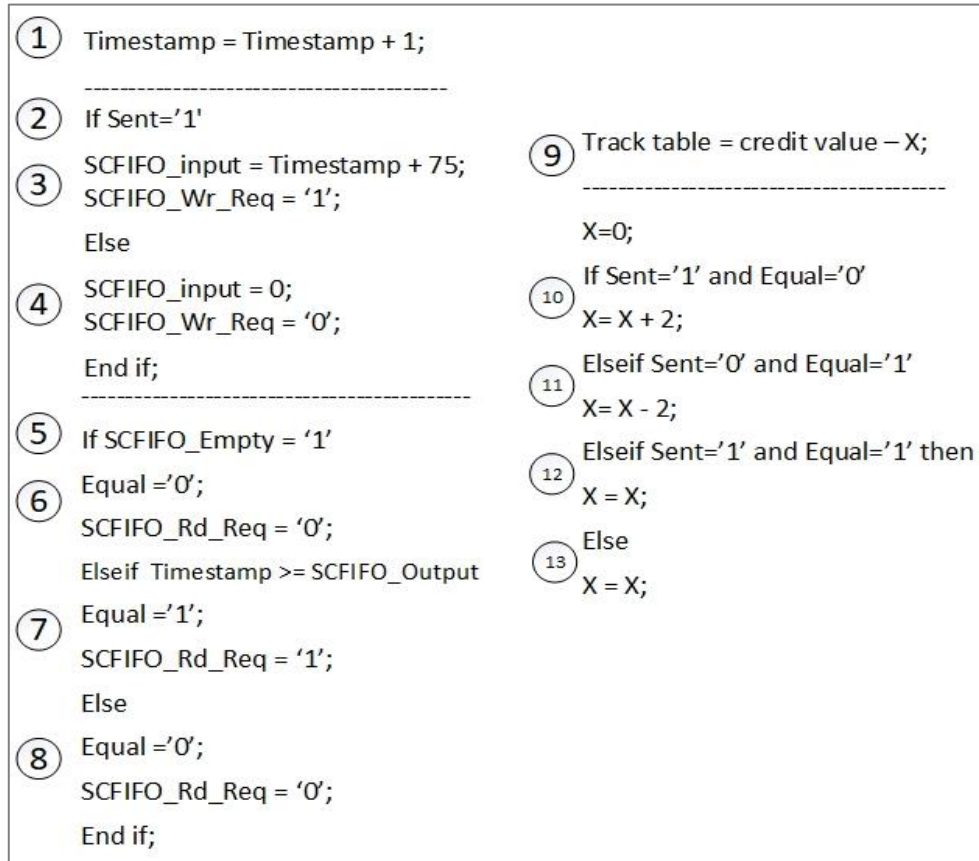 1 Timestamp = Timestamp + 1;
-----------------------------------------
2 If Sent=’1'
3 SCFIFO_input = Timestamp + 75;
SCFIFO_Wr_Req = ‘1’;
Else
4 SCFIFO_input = 0;
SCFIFO_Wr_Req = ‘0’;
End if;
--------------------------------------------
5 If SCFIFO_Empty = ‘1’
6 Equal =’0’;
SCFIFO_Rd_Req = ‘0’;
Elseif Timestamp >= SCFIFO_Output
7 Equal =’1’;
SCFIFO_Rd_Req = ‘1’;
Else
8 Equal =’0’;
SCFIFO_Rd_Req = ‘0’;
End if;
9 Track table = credit value – X;
-----------------------------------------
X=0;
10 If Sent=’1’ and Equal=’0’
X= X + 2;
11 Elseif Sent=’0’ and Equal=’1’
X= X - 2;
12 Elseif Sent=’1’ and Equal=’1’ then
X = X;
13 Else
X = X;